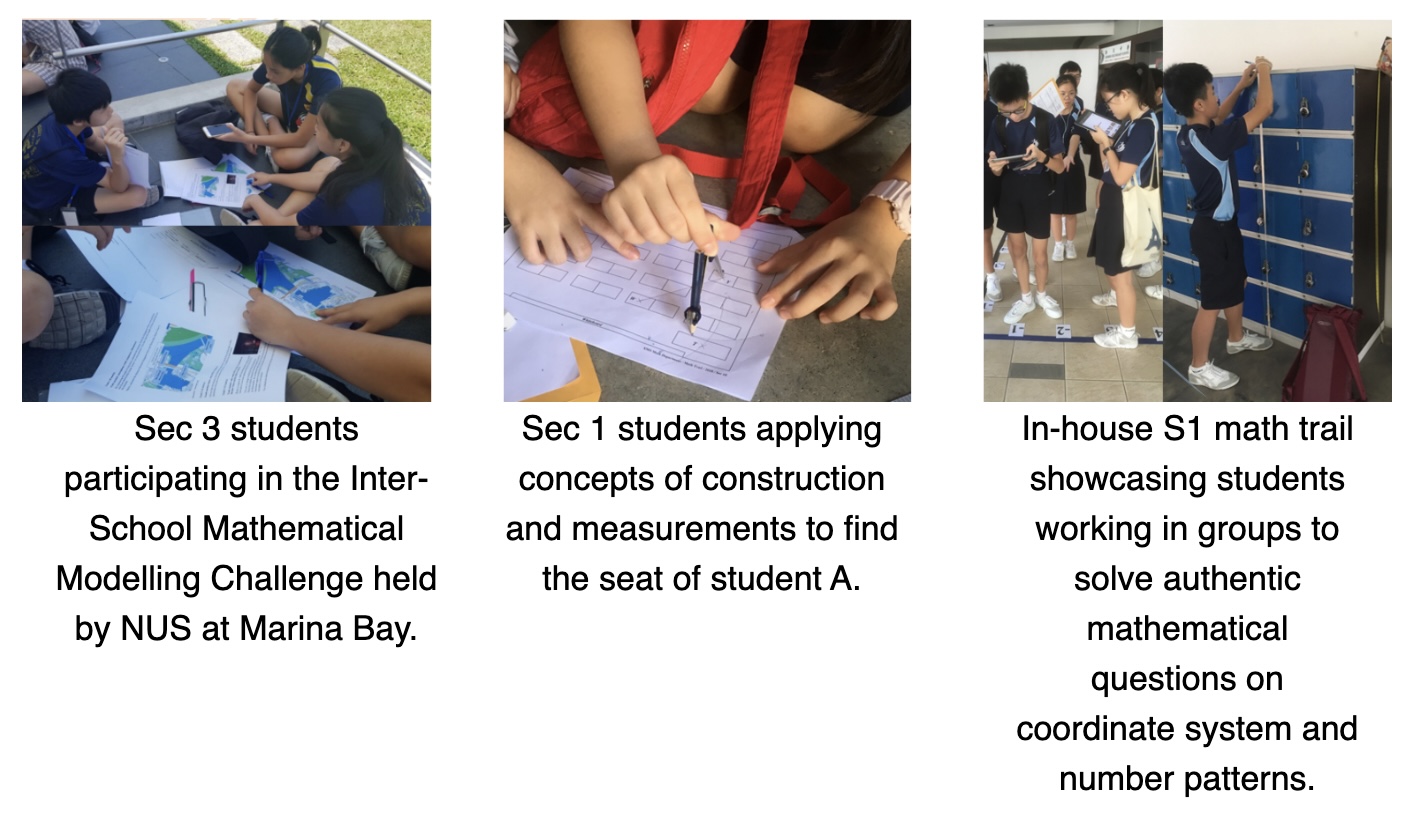 Sec 3 students
participating in the Inter-
School Mathematical
Modelling Challenge held
by NUS at Marina Bay.
Sec 1 students applying
concepts of construction
and measurements to find
the seat of student A.
In-house S1 math trail
showcasing students
working in groups to
solve authentic
mathematical
questions on
coordinate system and
number patterns.